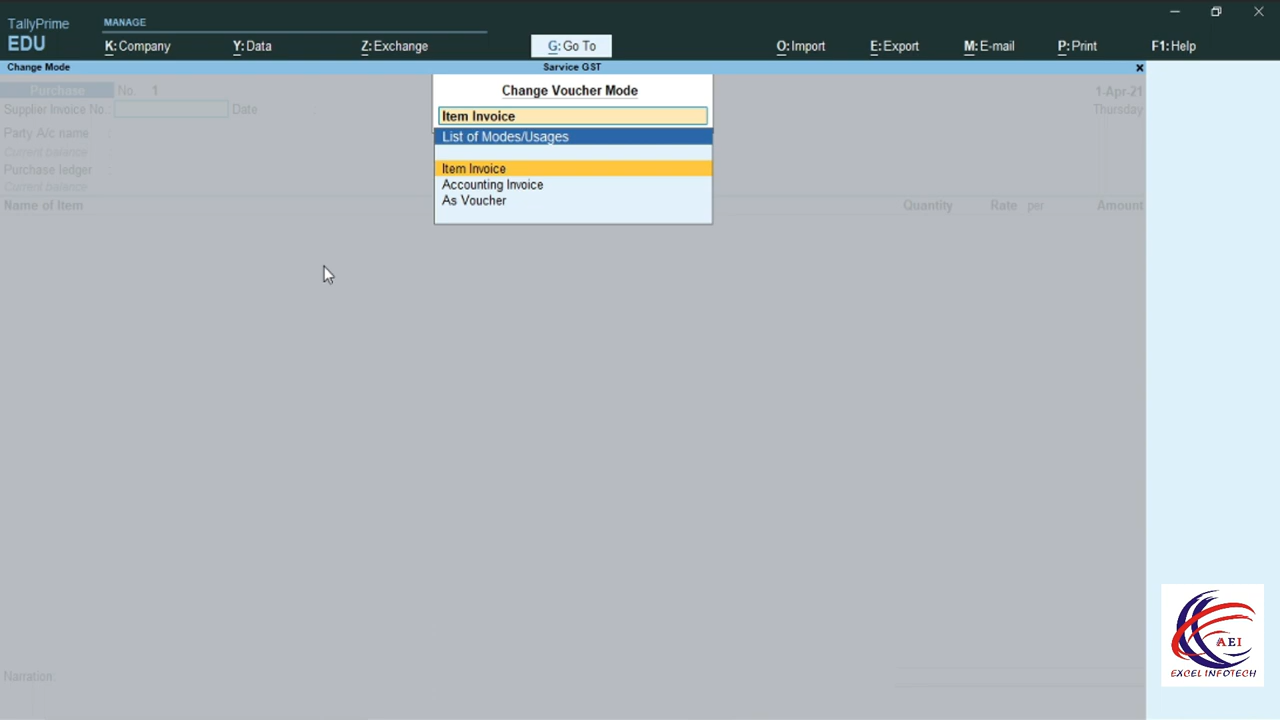 TallyPrime
EDU
MANAGE
K: Company
Y: Data
Z: Exchange
G: Go To
O: Import
E: Export
M: E-mail
P: Print
F1: Help
Change Mode
Sarvice GST
×
Purchase
No. 1
1-Apr-21
Supplier Invoice No.
Date
Thursday
Party A/c name
Current balance
Purchase ledger
Current balance
Name of Item
Quantity
Rate per
Amount
Change Voucher Mode
Item Invoice
List of Modes/Usages
Item Invoice
Accounting Invoice
As Voucher
Narration:
AEI
EXCEL INFOTECH